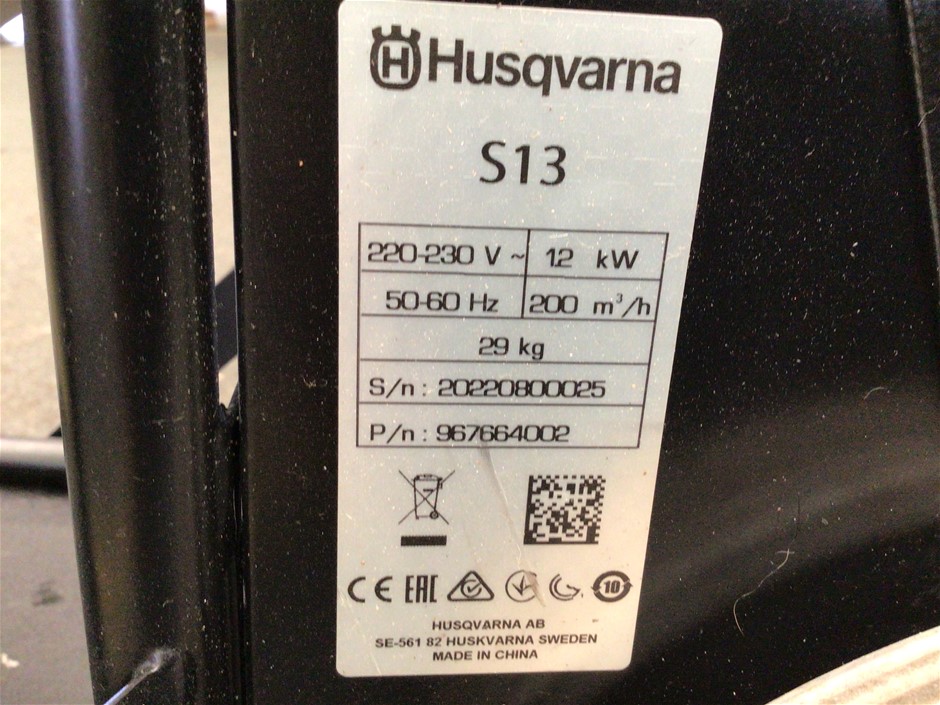 Husqvarna
S13
220-230 V ~ 1.2 kW
50-60 Hz 200 m³/h
29 kg
S/n : 20220800025
P/n : 967664002
CE EAC 10
HUSQVARNA AB
SE-561 82 HUSKVARNA SWEDEN
MADE IN CHINA